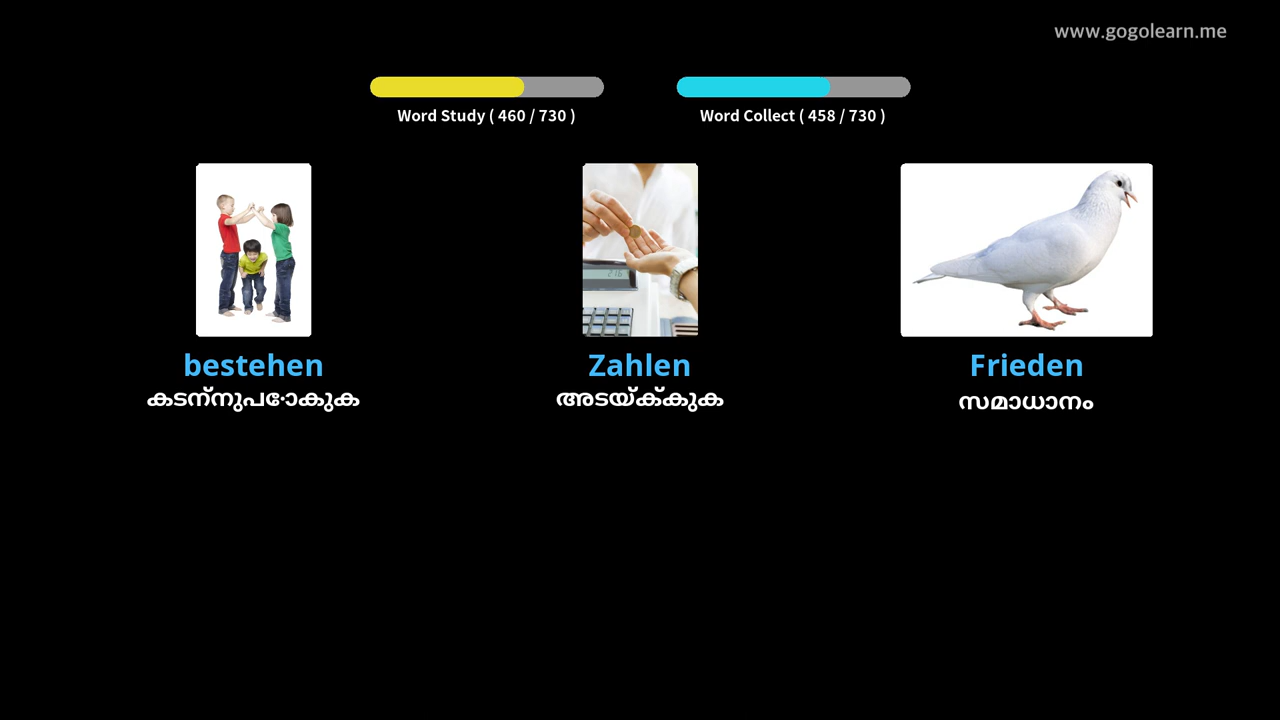 www.gogolearn.me
Word Study ( 460 / 730 )
Word Collect ( 458 / 730 )
bestehen
Zahlen
Frieden
കടന്നുപോകുക
അടയ്ക്കുക
സമാധാനം